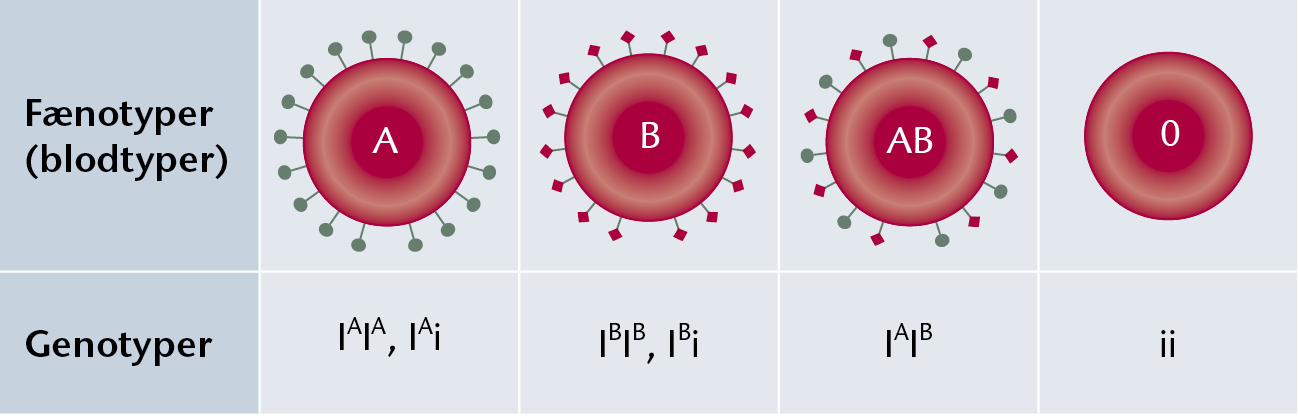 Fænotyper
(blodtyper)
A
B
AB
0
Genotyper
IᴬIᴬ, Iᴬi
IᴮIᴮ, Iᴮi
IᴬIᴮ
ii